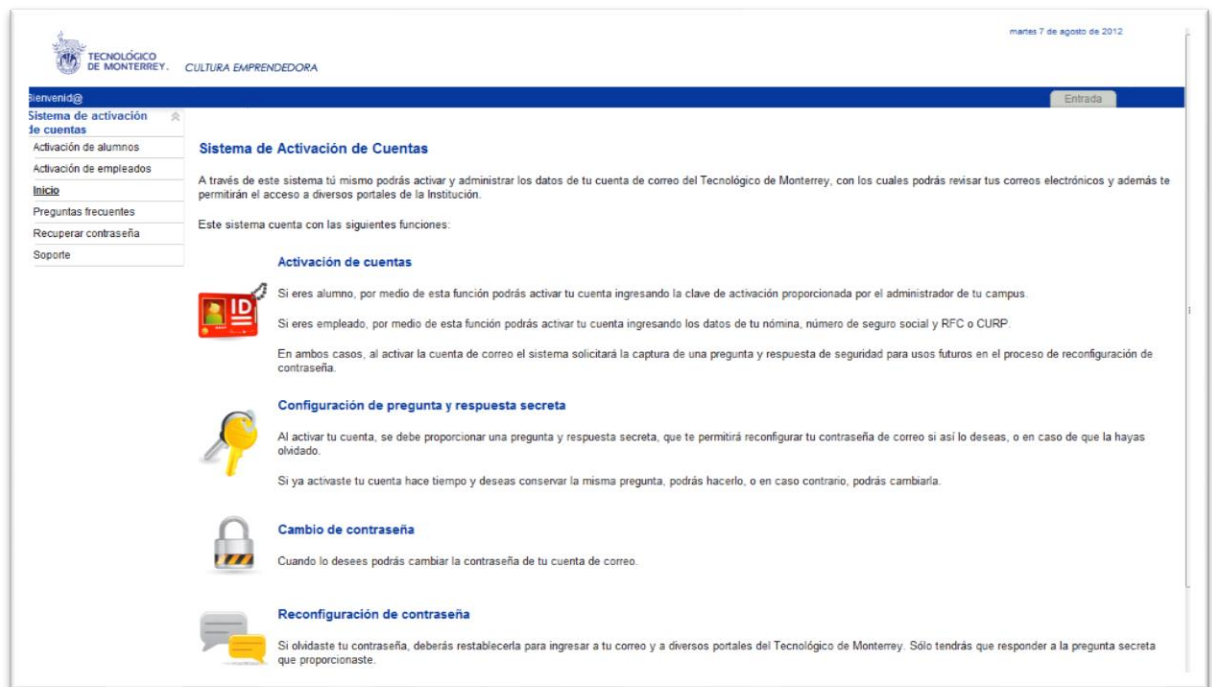 martes 7 de agosto de 2012
TECNOLÓGICO
DE MONTERREY.
CULTURA EMPRENDEDORA
Bienvenid@
Entrada
Sistema de activación
de cuentas
Activación de alumnos
Activación de empleados
Inicio
Preguntas frecuentes
Recuperar contraseña
Soporte
Sistema de Activación de Cuentas
A través de este sistema tú mismo podrás activar y administrar los datos de tu cuenta de correo del Tecnológico de Monterrey, con los cuales podrás revisar tus correos electrónicos y además te
permitirán el acceso a diversos portales de la Institución.
Este sistema cuenta con las siguientes funciones:
Activación de cuentas
ID
Si eres alumno, por medio de esta función podrás activar tu cuenta ingresando la clave de activación proporcionada por el administrador de tu campus.
Si eres empleado, por medio de esta función podrás activar tu cuenta ingresando los datos de tu nómina, número de seguro social y RFC o CURP.
En ambos casos, al activar la cuenta de correo el sistema solicitará la captura de una pregunta y respuesta de seguridad para usos futuros en el proceso de reconfiguración de
contraseña.
Configuración de pregunta y respuesta secreta
Al activar tu cuenta, se debe proporcionar una pregunta y respuesta secreta, que te permitirá reconfigurar tu contraseña de correo si así lo deseas, o en caso de que la hayas
olvidado.
Si ya activaste tu cuenta hace tiempo y deseas conservar la misma pregunta, podrás hacerlo, o en caso contrario, podrás cambiarla.
Cambio de contraseña
Cuando lo desees podrás cambiar la contraseña de tu cuenta de correo.
Reconfiguración de contraseña
Si olvidaste tu contraseña, deberás restablecerla para ingresar a tu correo y a diversos portales del Tecnológico de Monterrey. Sólo tendrás que responder a la pregunta secreta
que proporcionaste.